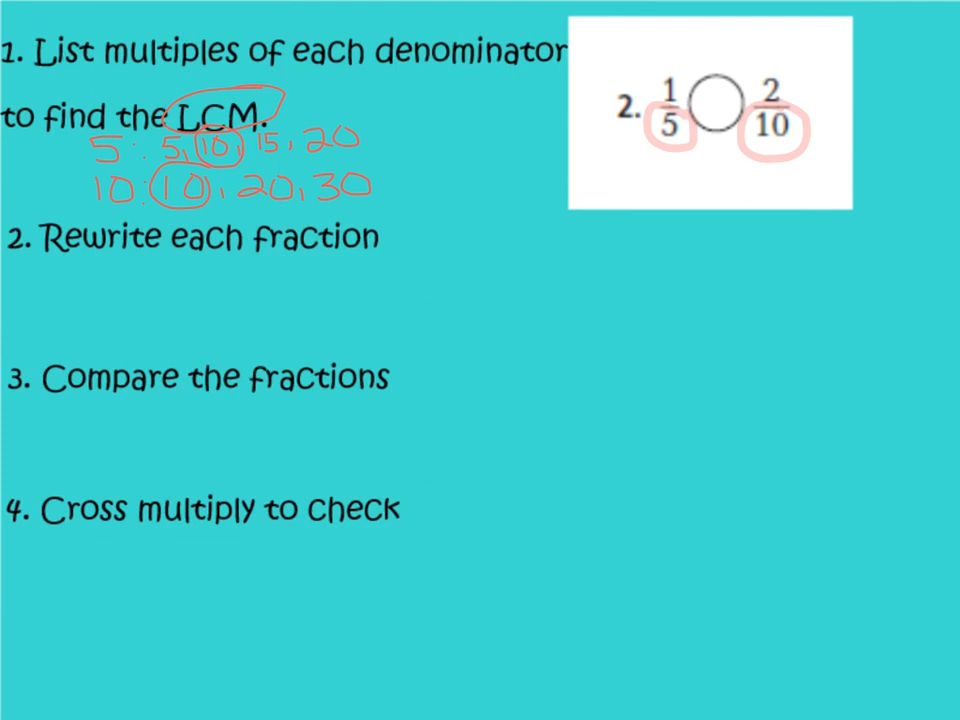 1. List multiples of each denominator
to find the LCM.
5: 5, 10, 15, 20
10: 10, 20, 30
2. 1/5 ◯ 2/10
2. Rewrite each fraction
3. Compare the fractions
4. Cross multiply to check